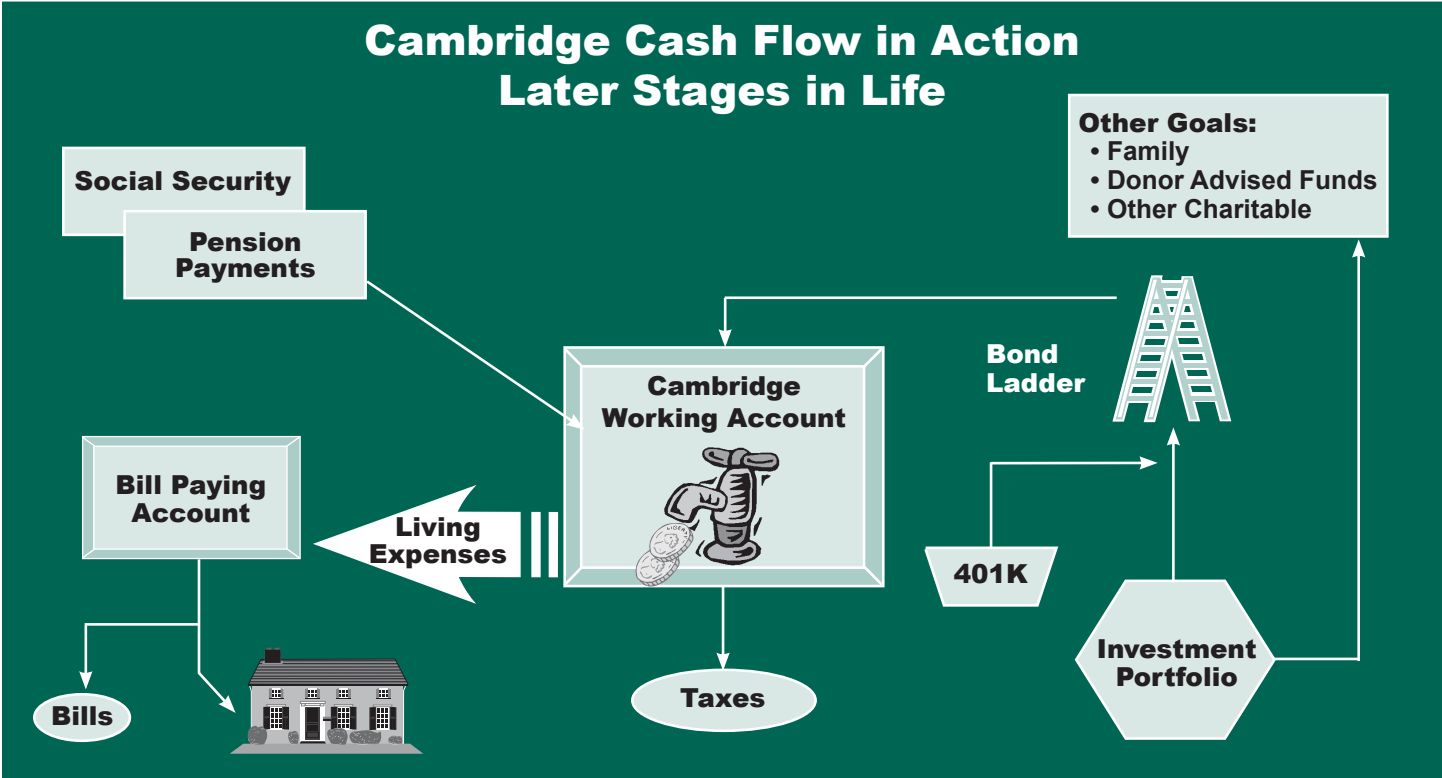 Cambridge Cash Flow in Action
Later Stages in Life
Other Goals:
• Family
• Donor Advised Funds
• Other Charitable
Social Security
Pension
Payments
Bond
Ladder
Cambridge
Working Account
LIBERTY
Bill Paying
Account
Living
Expenses
401K
Investment
Portfolio
Taxes
Bills